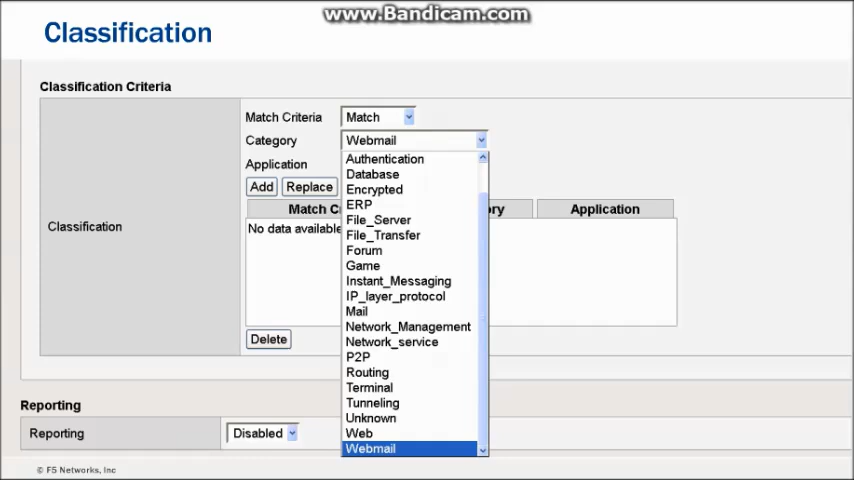 www.Bandicam.com
Classification
Classification Criteria
Match Criteria
Match
Category
Webmail
Application
Authentication
Database
Encrypted
ERP
File_Server
File_Transfer
Forum
Game
Instant_Messaging
IP_layer_protocol
Mail
Network_Management
Network_service
P2P
Routing
Terminal
Tunneling
Unknown
Web
Webmail
Add
Replace
Match
Application
No data available
Classification
Delete
Reporting
Reporting
Disabled
© F5 Networks, Inc